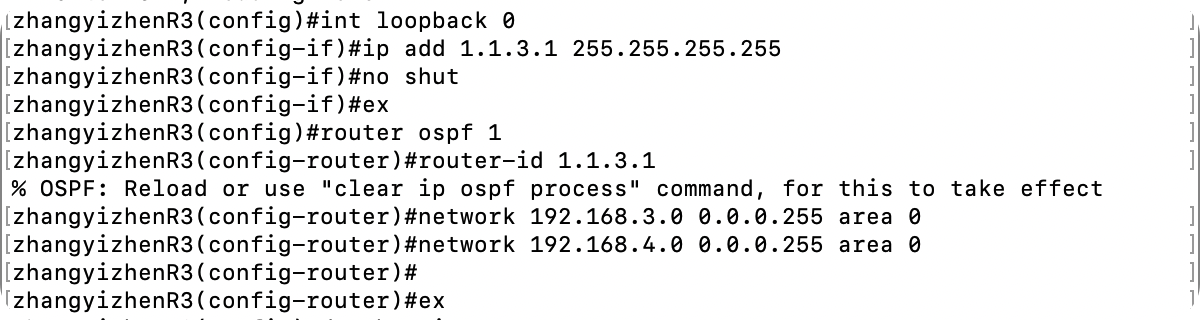 [zhangyizhenR3(config)#int loopback 0 ]
[zhangyizhenR3(config-if)#ip add 1.1.3.1 255.255.255.255 ]
[zhangyizhenR3(config-if)#no shut ]
[zhangyizhenR3(config-if)#ex ]
[zhangyizhenR3(config)#router ospf 1 ]
[zhangyizhenR3(config-router)#router-id 1.1.3.1 ]
% OSPF: Reload or use "clear ip ospf process" command, for this to take effect
[zhangyizhenR3(config-router)#network 192.168.3.0 0.0.0.255 area 0 ]
[zhangyizhenR3(config-router)#network 192.168.4.0 0.0.0.255 area 0 ]
[zhangyizhenR3(config-router)# ]
[zhangyizhenR3(config-router)#ex ]